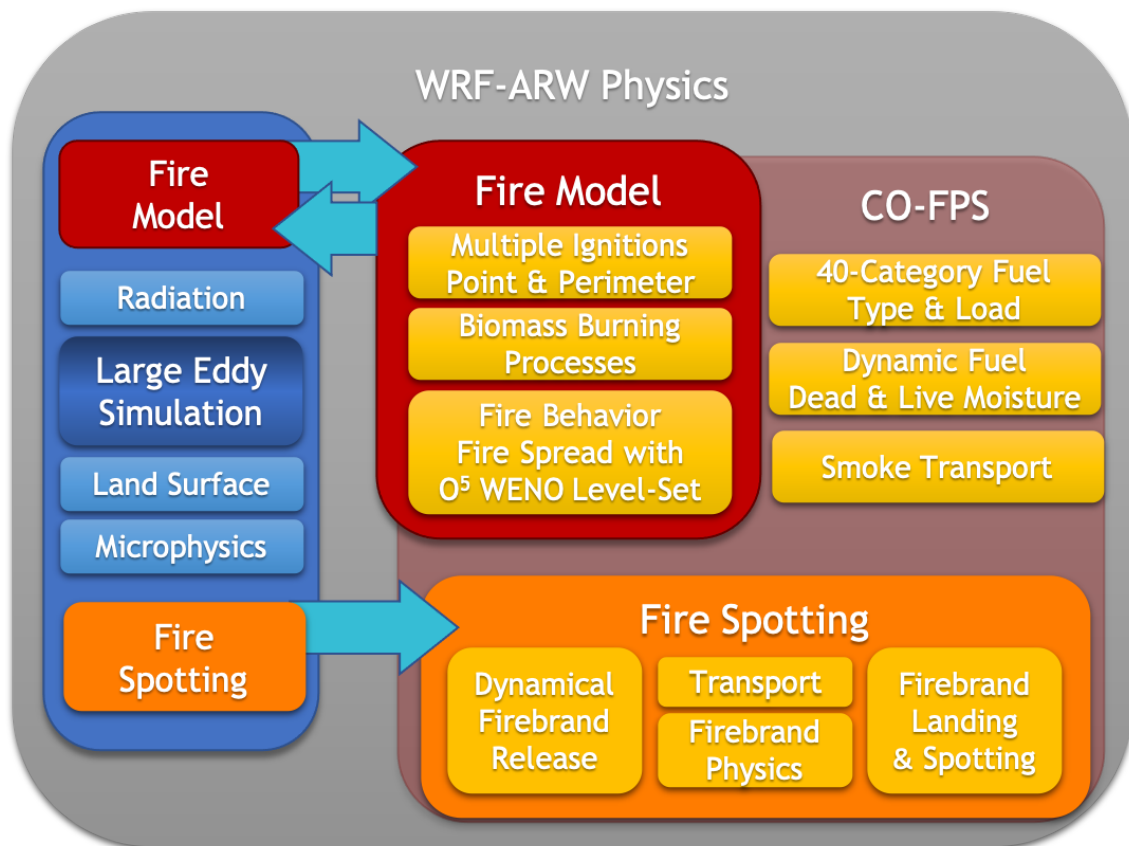 WRF-ARW Physics
Fire
Model
Radiation
Large Eddy
Simulation
Land Surface
Microphysics
Fire
Spotting
Fire Model
Multiple Ignitions
Point & Perimeter
Biomass Burning
Processes
Fire Behavior
Fire Spread with
O⁵ WENO Level-Set
CO-FPS
40-Category Fuel
Type & Load
Dynamic Fuel
Dead & Live Moisture
Smoke Transport
Fire Spotting
Dynamical
Firebrand
Release
Transport
Firebrand
Physics
Firebrand
Landing
& Spotting